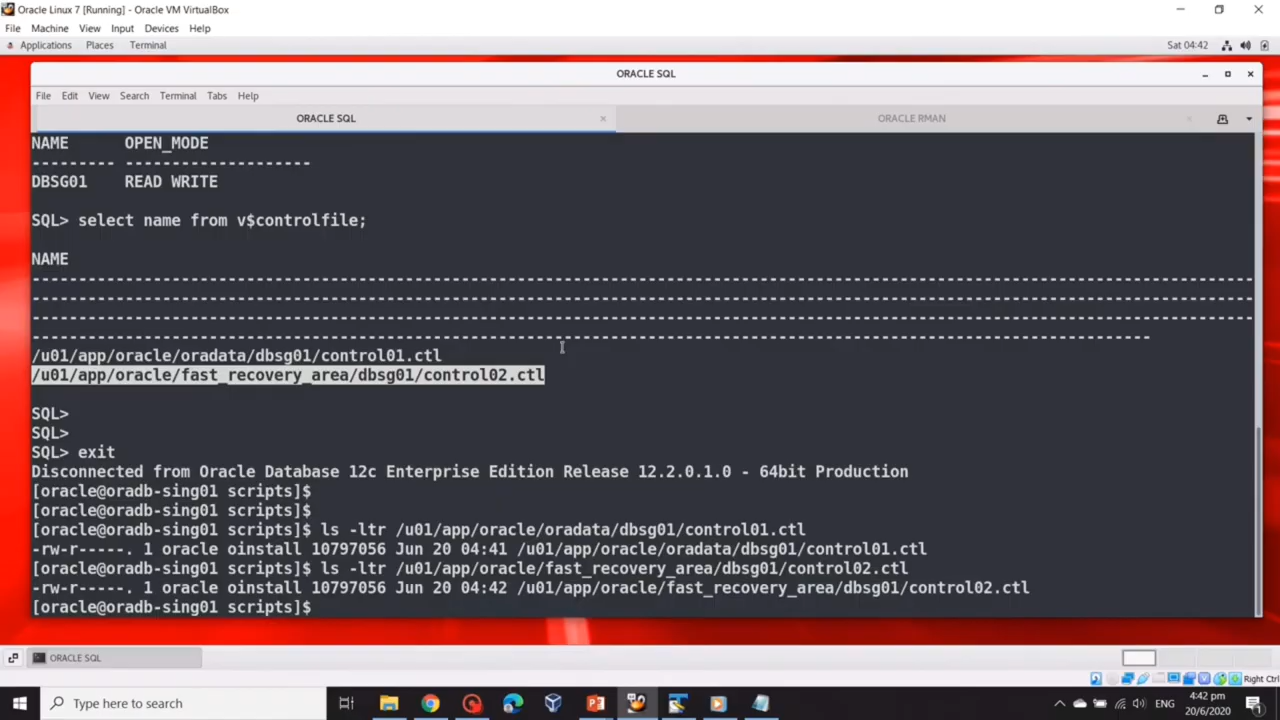 Oracle Linux 7 [Running] - Oracle VM VirtualBox
File Machine View Input Devices Help
Applications Places Terminal Sat 04:42
ORACLE SQL
File Edit View Search Terminal Tabs Help
ORACLE SQL ORACLE RMAN
NAME OPEN_MODE
--------- --------------------
DBSG01 READ WRITE
SQL> select name from v$controlfile;
NAME
------------------------------------------------------------------------------------------------------------------------------------
------------------------------------------------------------------------------------------------------------------------------------
------------------------------------------------------------------------------------------------------------------------------------
-------------------------------------------------------------------------------------------------------------------------
/u01/app/oracle/oradata/dbsg01/control01.ctl
/u01/app/oracle/fast_recovery_area/dbsg01/control02.ctl
SQL>
SQL>
SQL> exit
Disconnected from Oracle Database 12c Enterprise Edition Release 12.2.0.1.0 - 64bit Production
[oracle@oradb-sing01 scripts]$
[oracle@oradb-sing01 scripts]$
[oracle@oradb-sing01 scripts]$ ls -ltr /u01/app/oracle/oradata/dbsg01/control01.ctl
-rw-r-----. 1 oracle oinstall 10797056 Jun 20 04:41 /u01/app/oracle/oradata/dbsg01/control01.ctl
[oracle@oradb-sing01 scripts]$ ls -ltr /u01/app/oracle/fast_recovery_area/dbsg01/control02.ctl
-rw-r-----. 1 oracle oinstall 10797056 Jun 20 04:42 /u01/app/oracle/fast_recovery_area/dbsg01/control02.ctl
[oracle@oradb-sing01 scripts]$
ORACLE SQL
Right Ctrl
Type here to search
ENG
4:42 pm
20/6/2020